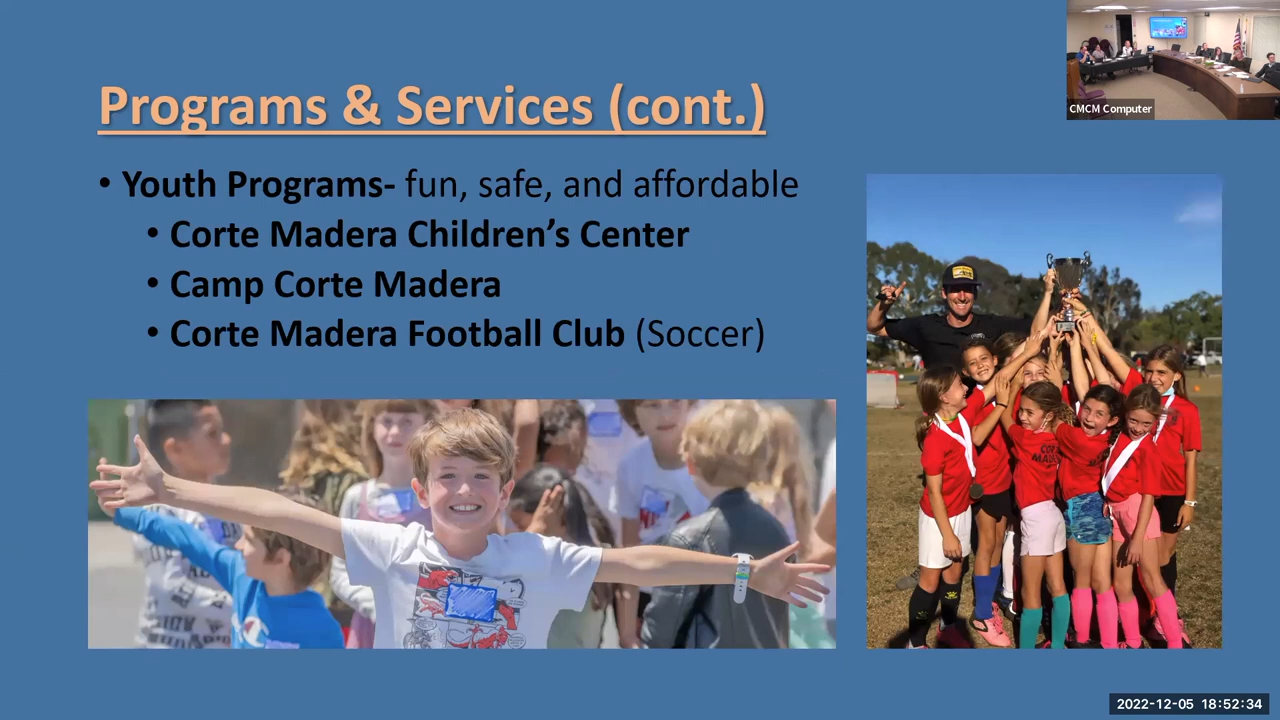 Programs & Services (cont.)
• Youth Programs- fun, safe, and affordable
• Corte Madera Children’s Center
• Camp Corte Madera
• Corte Madera Football Club (Soccer)
CMCM Computer
2022-12-05 18:52:34